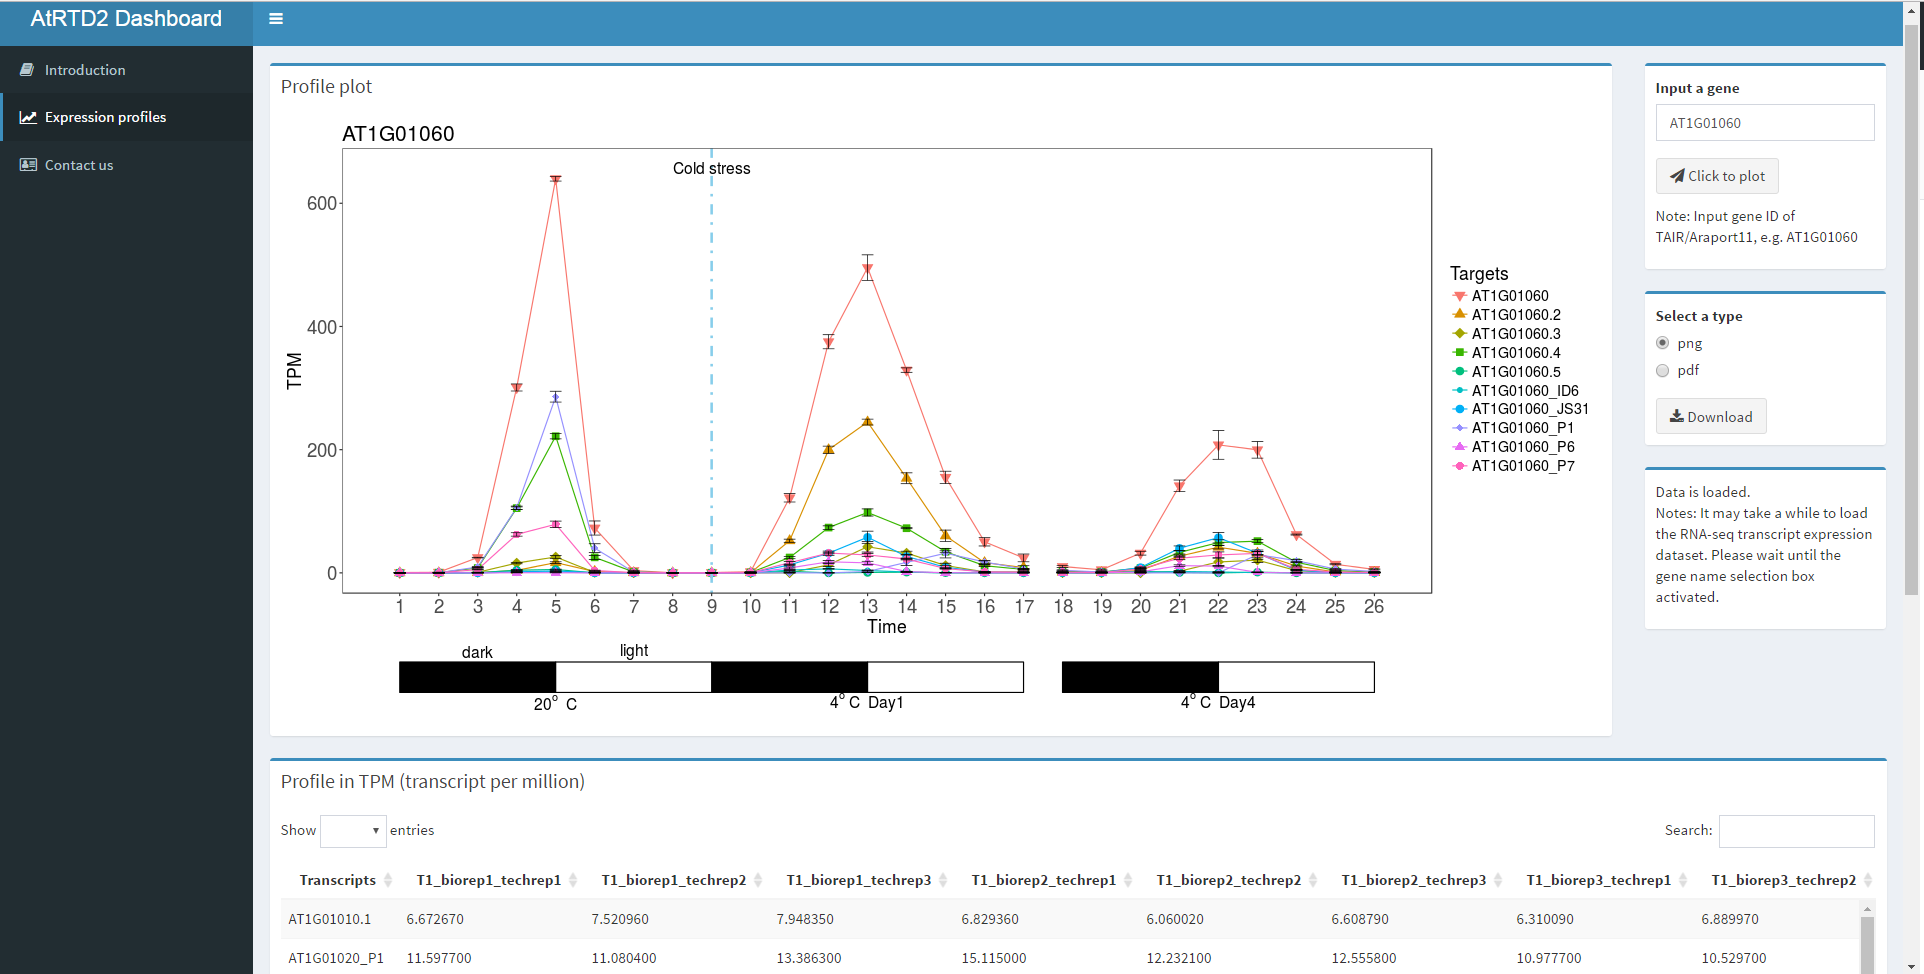 AtRTD2 Dashboard
Introduction
Expression profiles
Contact us
Profile plot
AT1G01060
Cold stress
600
400
200
0
TPM
1 2 3 4 5 6 7 8 9 10 11 12 13 14 15 16 17 18 19 20 21 22 23 24 25 26
Time
dark light
20° C
4° C Day1
4° C Day4
Targets
AT1G01060
AT1G01060.2
AT1G01060.3
AT1G01060.4
AT1G01060.5
AT1G01060_ID6
AT1G01060_JS31
AT1G01060_P1
AT1G01060_P6
AT1G01060_P7
Input a gene
AT1G01060
Click to plot
Note: Input gene ID of
TAIR/Araport11, e.g. AT1G01060
Select a type
png
pdf
Download
Data is loaded.
Notes: It may take a while to load
the RNA-seq transcript expression
dataset. Please wait until the
gene name selection box
activated.
Profile in TPM (transcript per million)
Show entries
Search:
Transcripts T1_biorep1_techrep1 T1_biorep1_techrep2 T1_biorep1_techrep3 T1_biorep2_techrep1 T1_biorep2_techrep2 T1_biorep2_techrep3 T1_biorep3_techrep1 T1_biorep3_techrep2
AT1G01010.1 6.672670 7.520960 7.948350 6.829360 6.060020 6.608790 6.310090 6.889970
AT1G01020_P1 11.597700 11.080400 13.386300 15.115000 12.232100 12.555800 10.977700 10.529700